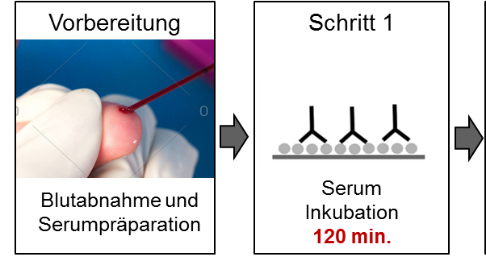 Vorbereitung
Blutabnahme und
Serumpräparation
Schritt 1
Serum
Inkubation
120 min.